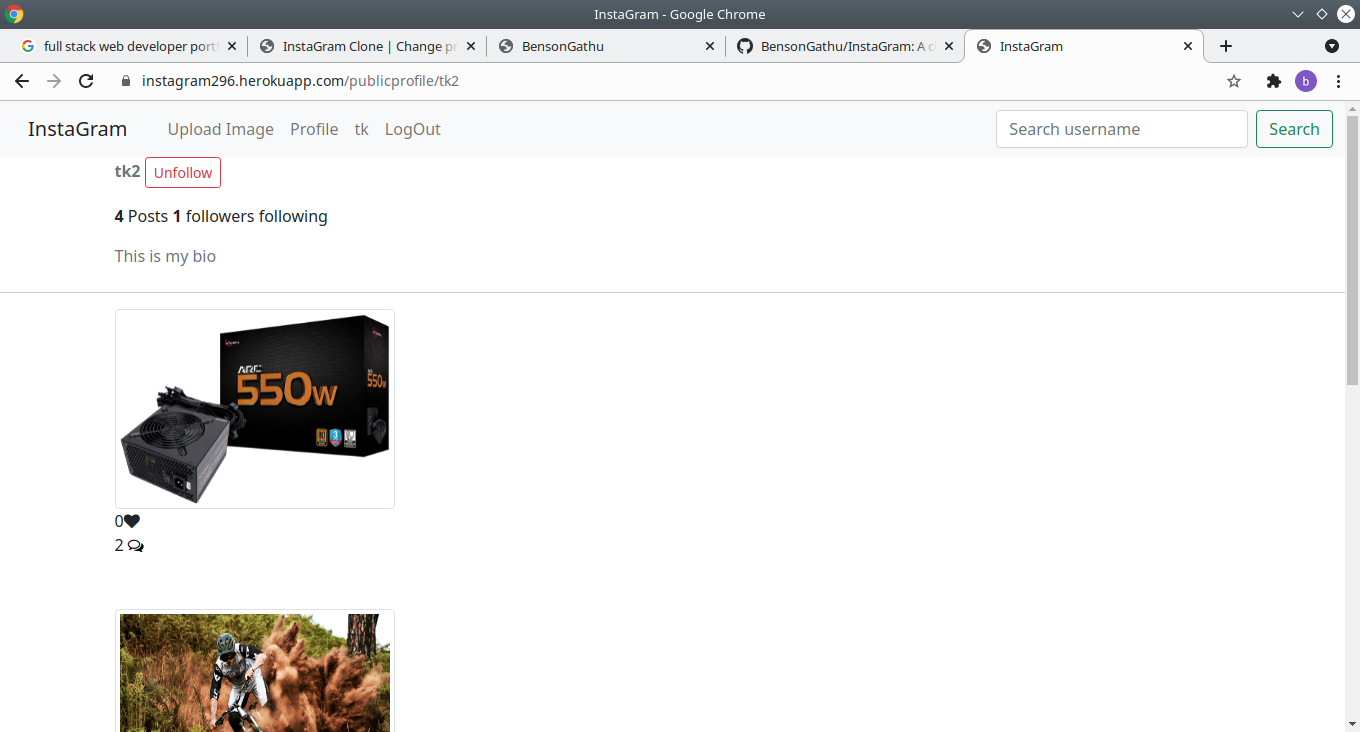 InstaGram - Google Chrome
full stack web developer portf
InstaGram Clone | Change pr
BensonGathu
BensonGathu/InstaGram: A cl
InstaGram
instagram296.herokuapp.com/publicprofile/tk2
b
InstaGram Upload Image Profile tk LogOut Search username Search
tk2 Unfollow
4 Posts 1 followers following
This is my bio
ARC
550W
550W
0
2